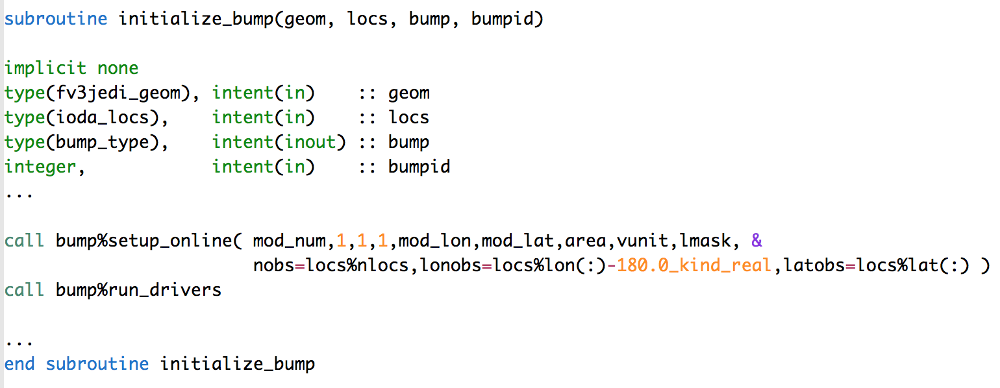 subroutine initialize_bump(geom, locs, bump, bumpid)
implicit none
type(fv3jedi_geom), intent(in)    :: geom
type(ioda_locs),    intent(in)    :: locs
type(bump_type),    intent(inout) :: bump
integer,            intent(in)    :: bumpid
...
call bump%setup_online( mod_num,1,1,1,mod_lon,mod_lat,area,vunit,lmask, &
                        nobs=locs%nlocs,lonobs=locs%lon(:)-180.0_kind_real,latobs=locs%lat(:) )
call bump%run_drivers
...
end subroutine initialize_bump